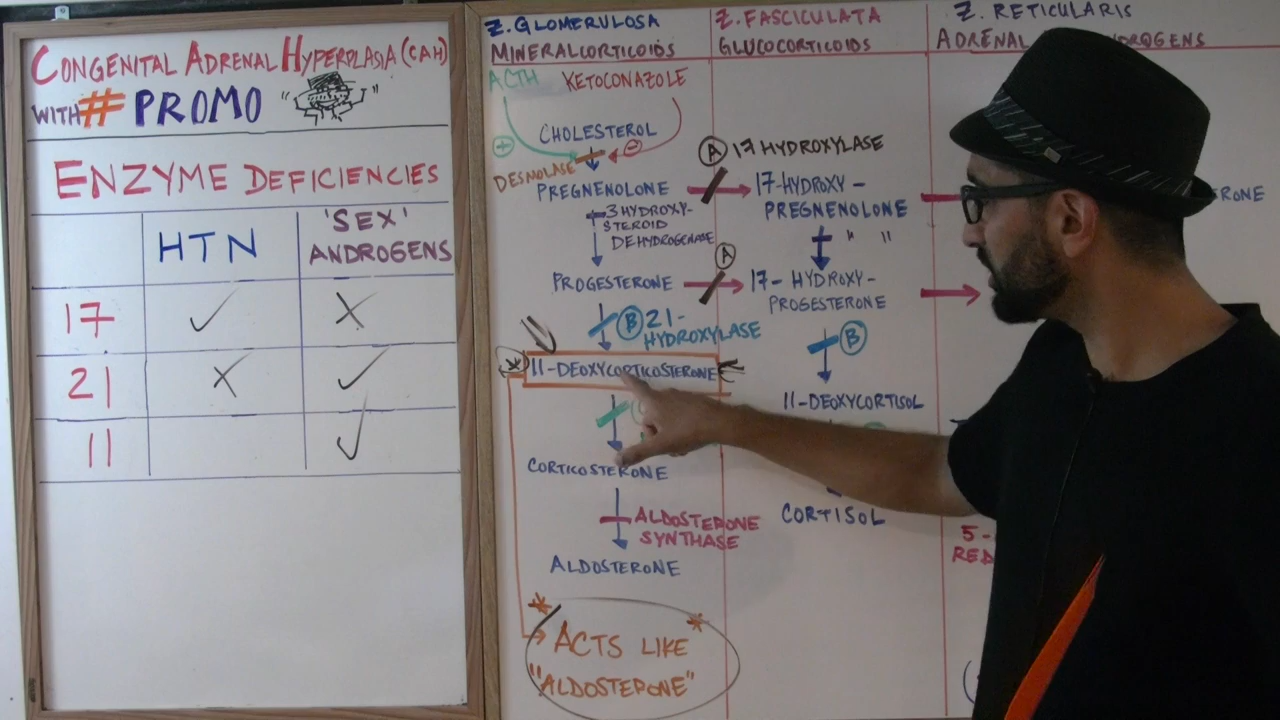 CONGENITAL ADRENAL HYPERPLASIA (CAH)
WITH # PROMO
ENZYME DEFICIENCIES
HTN
'SEX'
ANDROGENS
17 ✓ X
21 X ✓
11 ✓
Z. GLOMERULOSA
MINERALCORTICOIDS
ACTH KETOCONAZOLE
CHOLESTEROL
+
-
DESMOLASE
PREGNENOLONE
3 HYDROXY-
STEROID
DEHYDROGENASE
PROGESTERONE
B 21-
HYDROXYLASE
* 11-DEOXYCORTICOSTERONE
CORTICOSTERONE
ALDOSTERONE
SYNTHASE
ALDOSTERONE
* ACTS LIKE *
"ALDOSTERONE"
Z. FASCICULATA
GLUCOCORTICOIDS
A 17 HYDROXYLASE
17-HYDROXY-
PREGNENOLONE
" "
A
17- HYDROXY-
PROGESTERONE
B
11-DEOXYCORTISOL
CORTISOL
Z. RETICULARIS
ADRENAL
5-